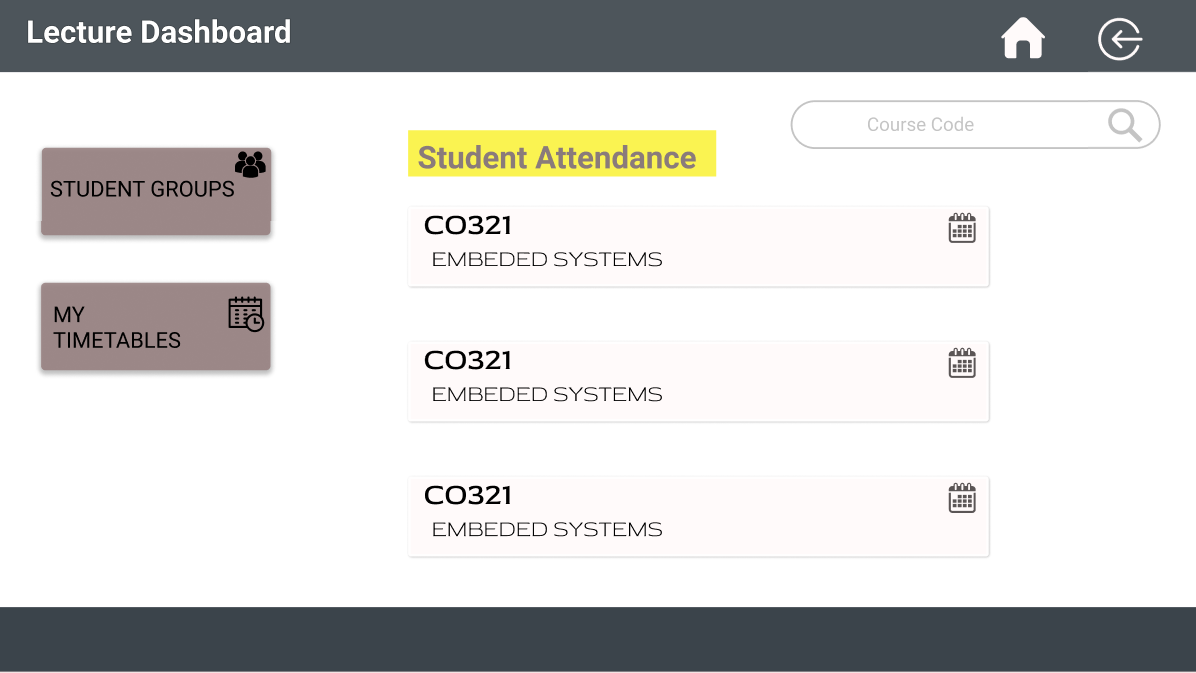 Lecture Dashboard
Course Code
STUDENT GROUPS
MY
TIMETABLES
Student Attendance
CO321
EMBEDED SYSTEMS
CO321
EMBEDED SYSTEMS
CO321
EMBEDED SYSTEMS